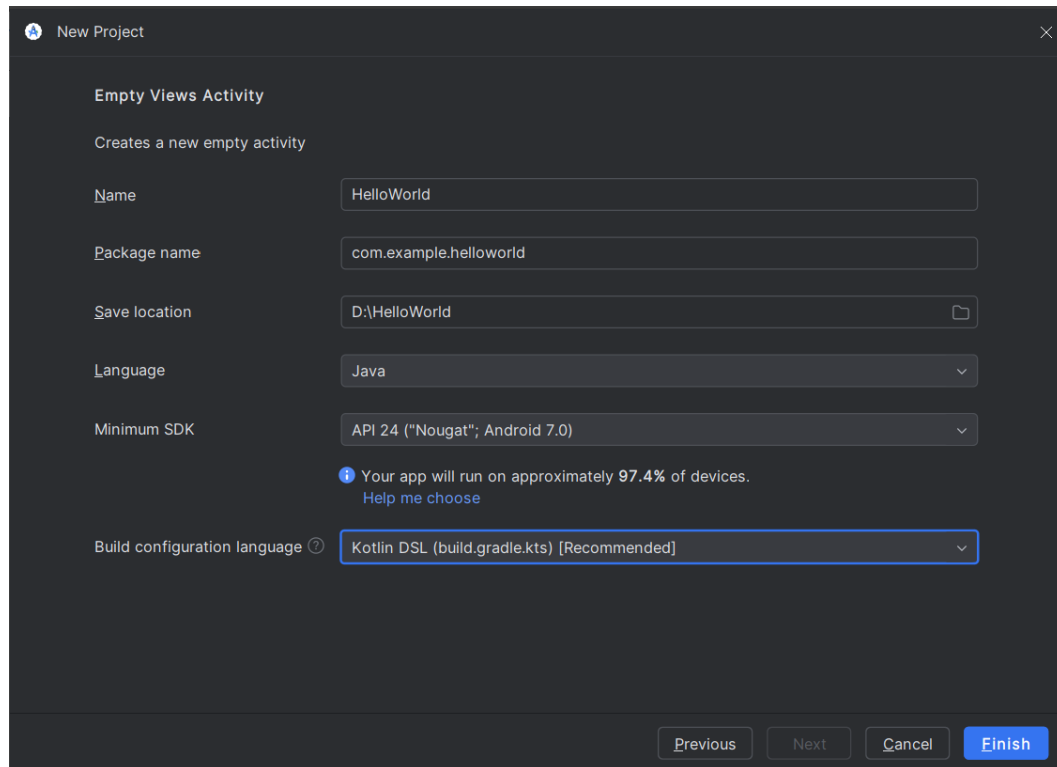 New Project
Empty Views Activity
Creates a new empty activity
Name
HelloWorld
Package name
com.example.helloworld
Save location
D:\HelloWorld
Language
Java
Minimum SDK
API 24 ("Nougat"; Android 7.0)
Your app will run on approximately 97.4% of devices.
Help me choose
Build configuration language
Kotlin DSL (build.gradle.kts) [Recommended]
Previous
Next
Cancel
Finish